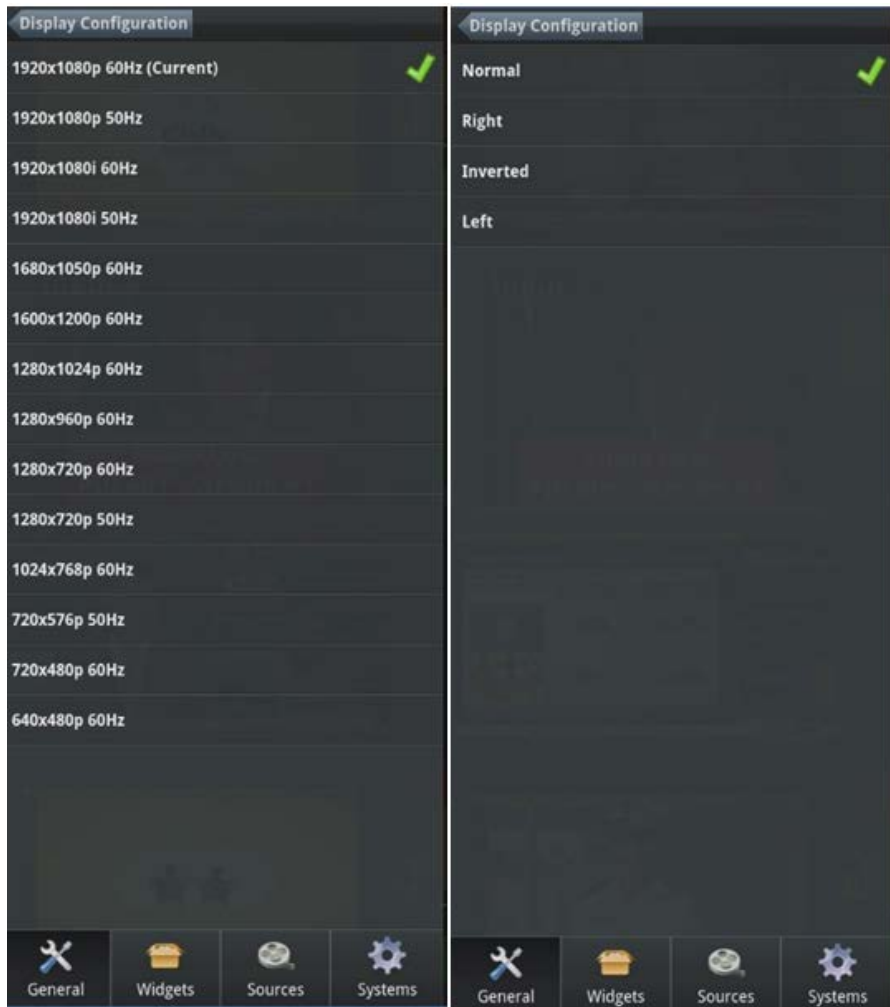 Display Configuration
1920x1080p 60Hz (Current)
1920x1080p 50Hz
1920x1080i 60Hz
1920x1080i 50Hz
1680x1050p 60Hz
1600x1200p 60Hz
1280x1024p 60Hz
1280x960p 60Hz
1280x720p 60Hz
1280x720p 50Hz
1024x768p 60Hz
720x576p 50Hz
720x480p 60Hz
640x480p 60Hz
General
Widgets
Sources
Systems
Display Configuration
Normal
Right
Inverted
Left
General
Widgets
Sources
Systems